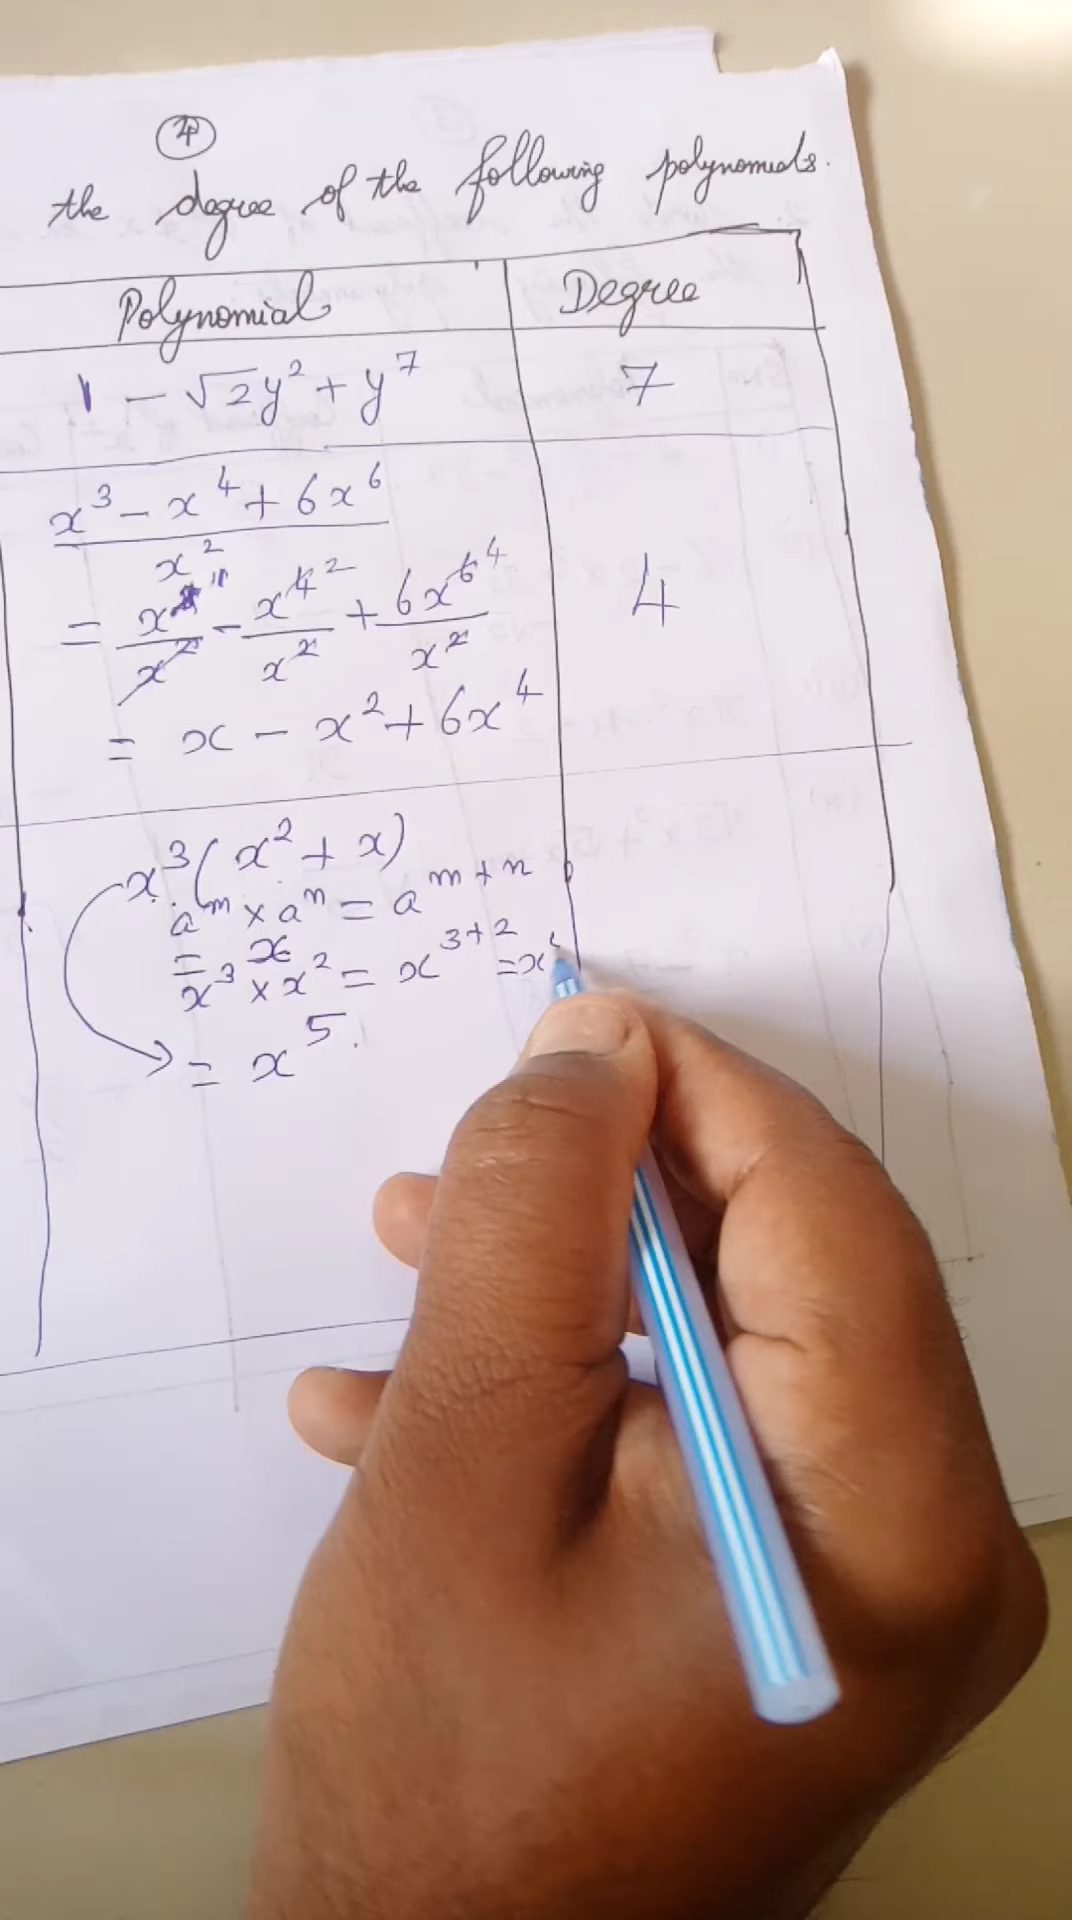 4
the degree of the following polynomials.
Polynomial Degree
1 - √2y² + y⁷ 7
x³ - x⁴ + 6x⁶
x²
= x³/x² - x⁴/x² + 6x⁶/x² 4
= x - x² + 6x⁴
x³(x² + x)
aᵐ × aⁿ = aᵐ⁺ⁿ
= x
x³ × x² = x³⁺² = x
= x⁵.